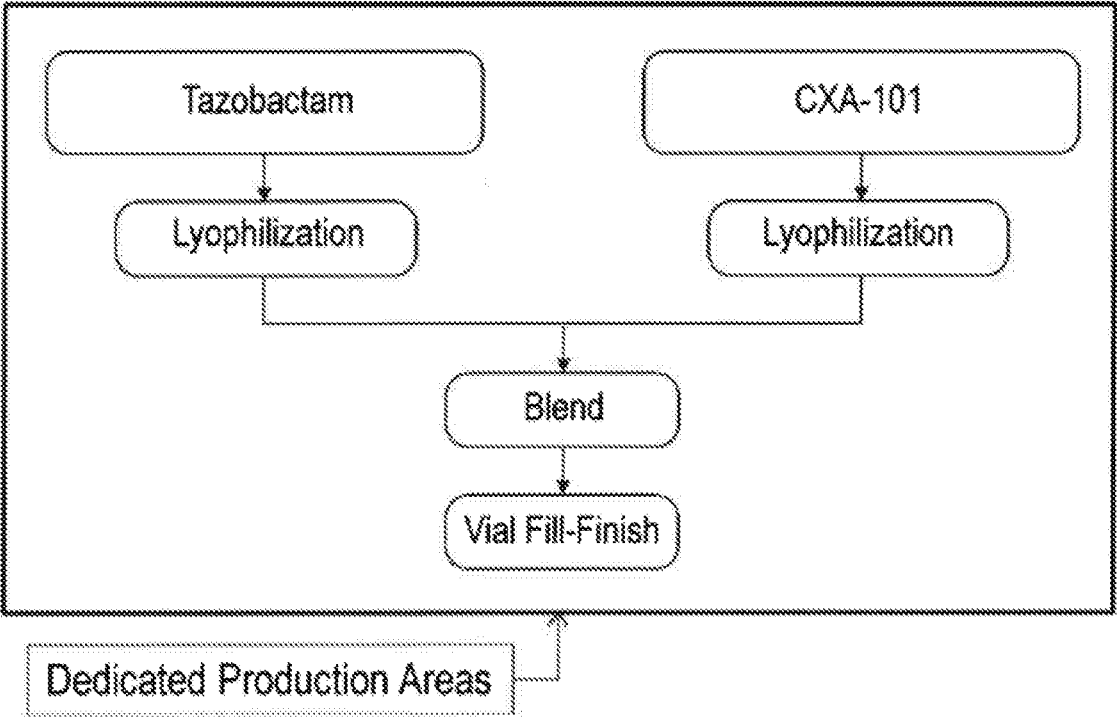 Tazobactam
CXA-101
Lyophilization
Lyophilization
Blend
Vial Fill-Finish
Dedicated Production Areas